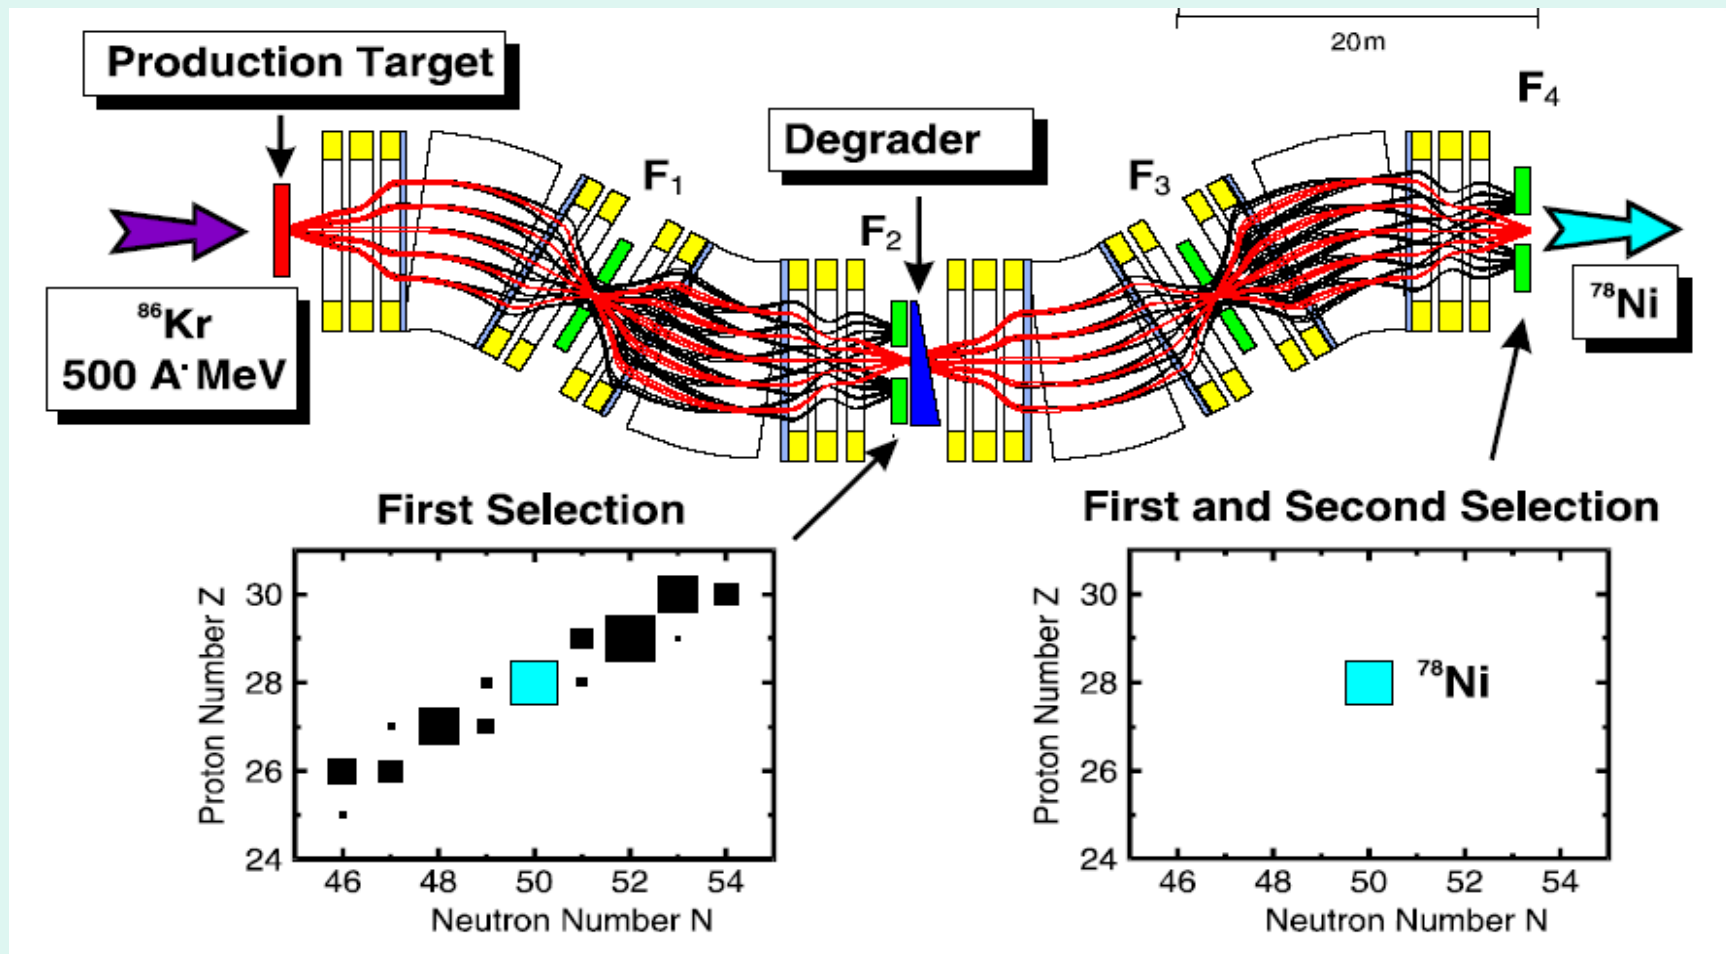 Production Target
20m
F₄
Degrader
F₁
F₃
F₂
⁸⁶Kr
500 A·MeV
⁷⁸Ni
First Selection
First and Second Selection
Proton Number Z
30
28
26
24
46 48 50 52 54
Neutron Number N
Proton Number Z
30
28
26
24
⁷⁸Ni
46 48 50 52 54
Neutron Number N